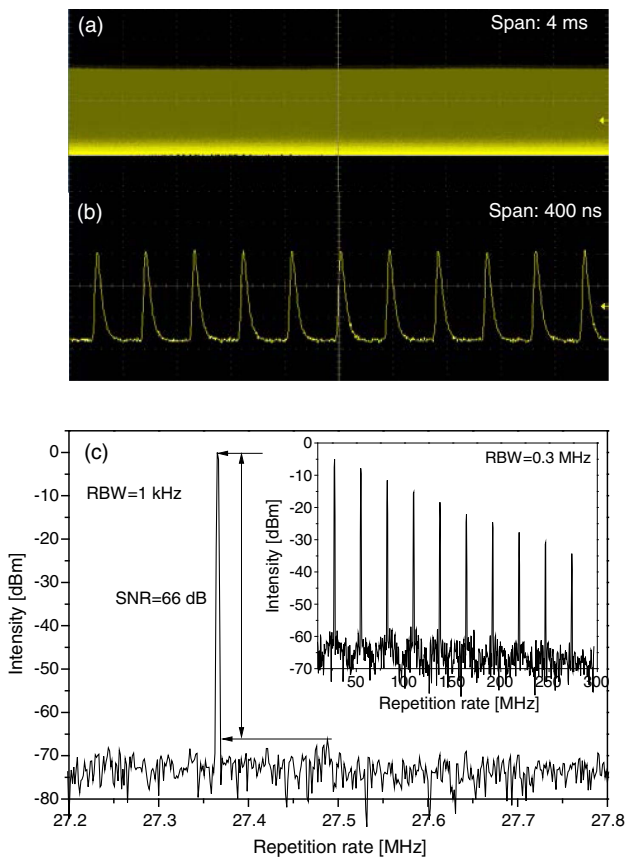 (a)
Span: 4 ms
(b)
Span: 400 ns
(c)
RBW=1 kHz
SNR=66 dB
Intensity [dBm]
0
-10
-20
-30
-40
-50
-60
-70
-80
27.2
27.3
27.4
27.5
27.6
27.7
27.8
Repetition rate [MHz]
RBW=0.3 MHz
Intensity [dBm]
0
-10
-20
-30
-40
-50
-60
-70
50
100
150
200
250
300
Repetition rate [MHz]